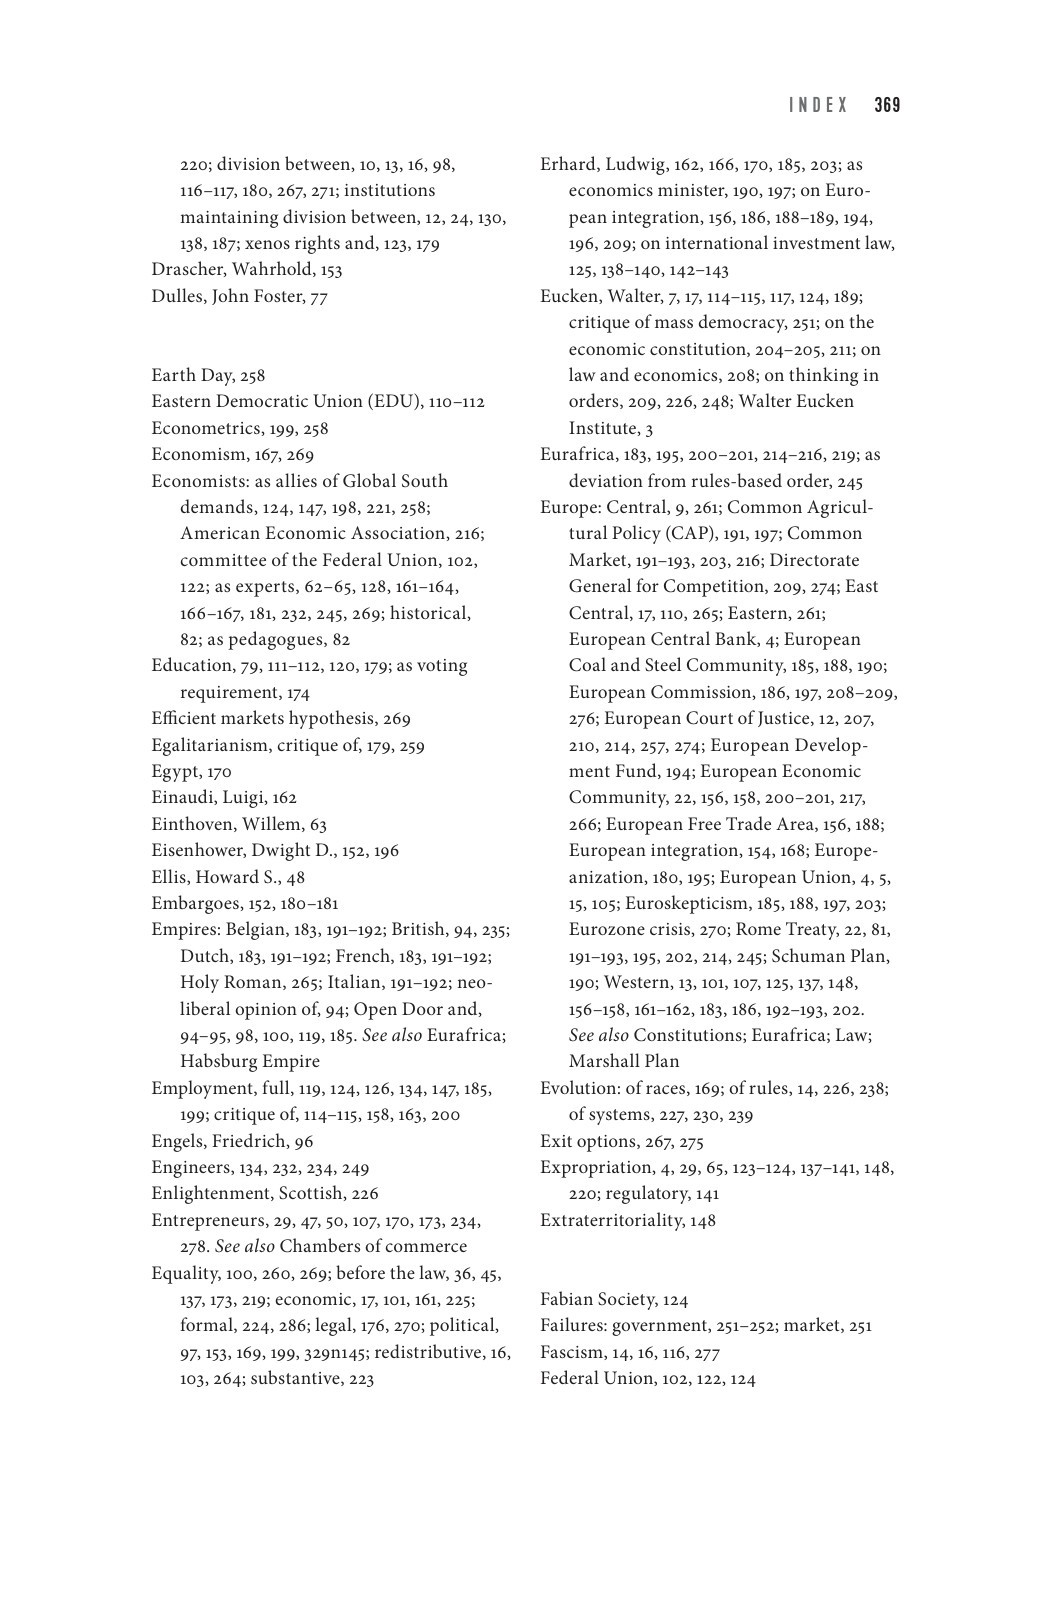 INDEX 369
220; division between, 10, 13, 16, 98,
116–117, 180, 267, 271; institutions
maintaining division between, 12, 24, 130,
138, 187; xenos rights and, 123, 179
Drascher, Wahrhold, 153
Dulles, John Foster, 77
Earth Day, 258
Eastern Democratic Union (EDU), 110–112
Econometrics, 199, 258
Economism, 167, 269
Economists: as allies of Global South
demands, 124, 147, 198, 221, 258;
American Economic Association, 216;
committee of the Federal Union, 102,
122; as experts, 62–65, 128, 161–164,
166–167, 181, 232, 245, 269; historical,
82; as pedagogues, 82
Education, 79, 111–112, 120, 179; as voting
requirement, 174
Efficient markets hypothesis, 269
Egalitarianism, critique of, 179, 259
Egypt, 170
Einaudi, Luigi, 162
Einthoven, Willem, 63
Eisenhower, Dwight D., 152, 196
Ellis, Howard S., 48
Embargoes, 152, 180–181
Empires: Belgian, 183, 191–192; British, 94, 235;
Dutch, 183, 191–192; French, 183, 191–192;
Holy Roman, 265; Italian, 191–192; neo-
liberal opinion of, 94; Open Door and,
94–95, 98, 100, 119, 185. See also Eurafrica;
Habsburg Empire
Employment, full, 119, 124, 126, 134, 147, 185,
199; critique of, 114–115, 158, 163, 200
Engels, Friedrich, 96
Engineers, 134, 232, 234, 249
Enlightenment, Scottish, 226
Entrepreneurs, 29, 47, 50, 107, 170, 173, 234,
278. See also Chambers of commerce
Equality, 100, 260, 269; before the law, 36, 45,
137, 173, 219; economic, 17, 101, 161, 225;
formal, 224, 286; legal, 176, 270; political,
97, 153, 169, 199, 329n145; redistributive, 16,
103, 264; substantive, 223
Erhard, Ludwig, 162, 166, 170, 185, 203; as
economics minister, 190, 197; on Euro-
pean integration, 156, 186, 188–189, 194,
196, 209; on international investment law,
125, 138–140, 142–143
Eucken, Walter, 7, 17, 114–115, 117, 124, 189;
critique of mass democracy, 251; on the
economic constitution, 204–205, 211; on
law and economics, 208; on thinking in
orders, 209, 226, 248; Walter Eucken
Institute, 3
Eurafrica, 183, 195, 200–201, 214–216, 219; as
deviation from rules-based order, 245
Europe: Central, 9, 261; Common Agricul-
tural Policy (CAP), 191, 197; Common
Market, 191–193, 203, 216; Directorate
General for Competition, 209, 274; East
Central, 17, 110, 265; Eastern, 261;
European Central Bank, 4; European
Coal and Steel Community, 185, 188, 190;
European Commission, 186, 197, 208–209,
276; European Court of Justice, 12, 207,
210, 214, 257, 274; European Develop-
ment Fund, 194; European Economic
Community, 22, 156, 158, 200–201, 217,
266; European Free Trade Area, 156, 188;
European integration, 154, 168; Europe-
anization, 180, 195; European Union, 4, 5,
15, 105; Euroskepticism, 185, 188, 197, 203;
Eurozone crisis, 270; Rome Treaty, 22, 81,
191–193, 195, 202, 214, 245; Schuman Plan,
190; Western, 13, 101, 107, 125, 137, 148,
156–158, 161–162, 183, 186, 192–193, 202.
See also Constitutions; Eurafrica; Law;
Marshall Plan
Evolution: of races, 169; of rules, 14, 226, 238;
of systems, 227, 230, 239
Exit options, 267, 275
Expropriation, 4, 29, 65, 123–124, 137–141, 148,
220; regulatory, 141
Extraterritoriality, 148
Fabian Society, 124
Failures: government, 251–252; market, 251
Fascism, 14, 16, 116, 277
Federal Union, 102, 122, 124